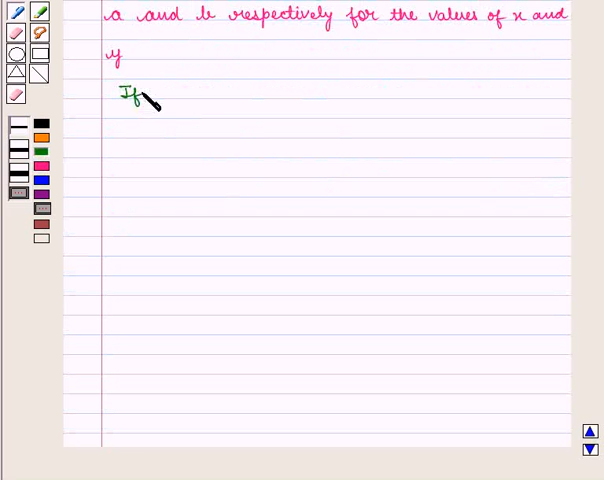 a and b respectively for the values of x and
y
If